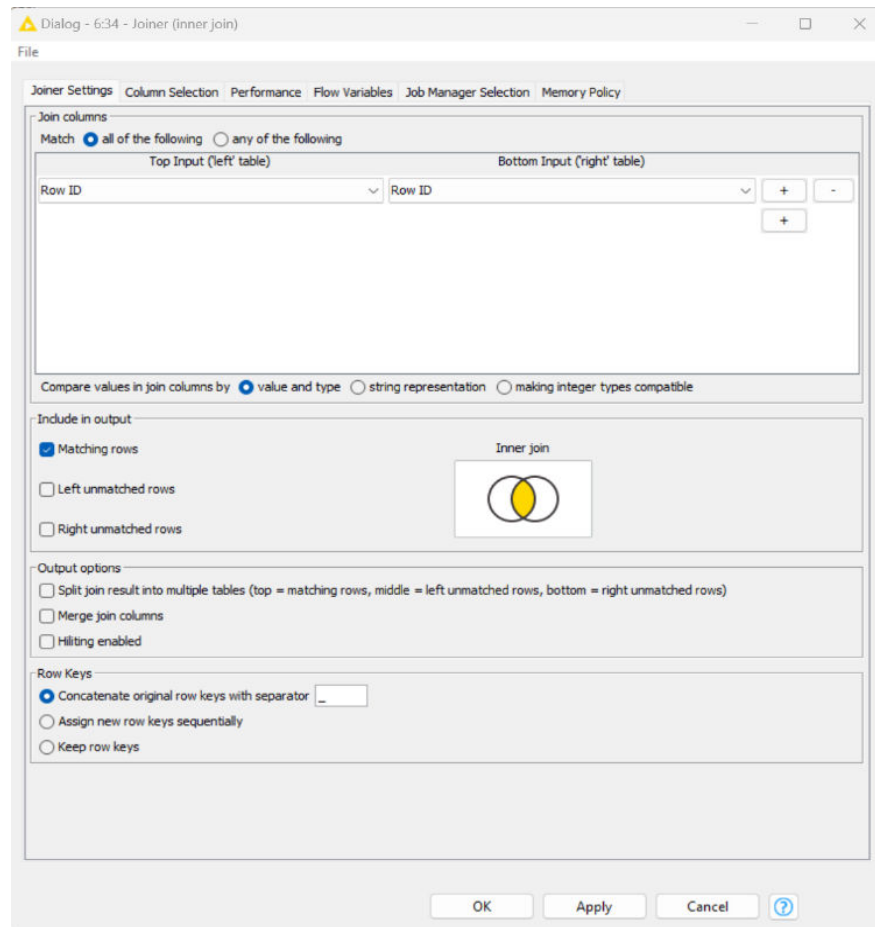 Dialog - 6:34 - Joiner (inner join)
File
Joiner Settings Column Selection Performance Flow Variables Job Manager Selection Memory Policy
Join columns
Match all of the following any of the following
Top Input ('left' table) Bottom Input ('right' table)
Row ID Row ID + -
+
Compare values in join columns by value and type string representation making integer types compatible
Include in output
Matching rows Inner join
Left unmatched rows
Right unmatched rows
Output options
Split join result into multiple tables (top = matching rows, middle = left unmatched rows, bottom = right unmatched rows)
Merge join columns
Hiliting enabled
Row Keys
Concatenate original row keys with separator _
Assign new row keys sequentially
Keep row keys
OK Apply Cancel ?